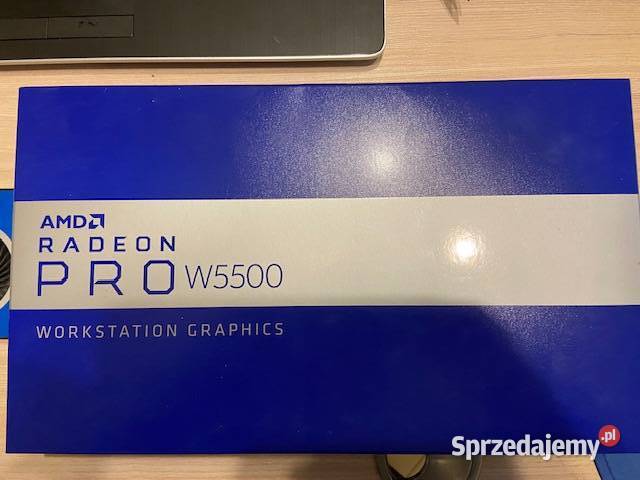 AMD
RADEON
PRO W5500
WORKSTATION GRAPHICS
Sprzedajemy.pl